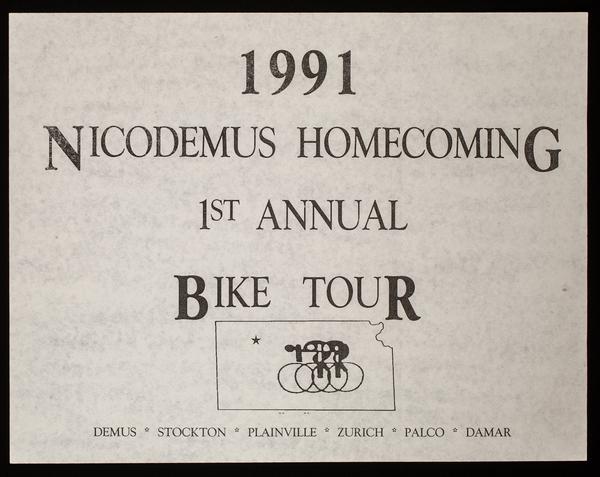 1991
NICODEMUS HOMECOMING
1ST ANNUAL
BIKE TOUR
DEMUS * STOCKTON * PLAINVILLE * ZURICH * PALCO * DAMAR